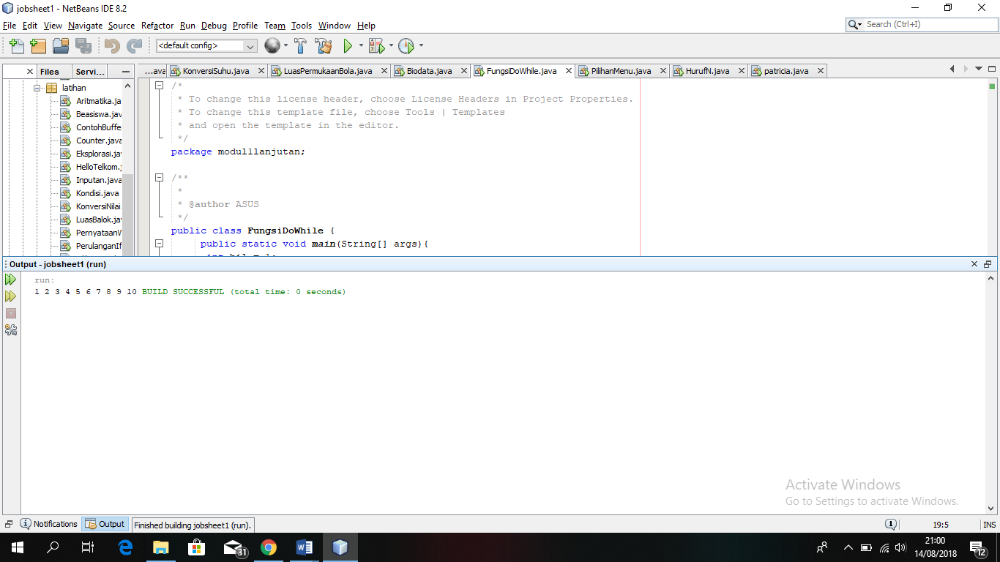 jobsheet1 - NetBeans IDE 8.2
File Edit View Navigate Source Refactor Run Debug Profile Team Tools Window Help
Search (Ctrl+I)
<default config>
Files Servi...
...ava KonversiSuhu.java LuasPermukaanBola.java Biodata.java FungsiDoWhile.java PilihanMenu.java HurufN.java patricia.java
latihan
Aritmatika.ja
Beasiswa.jav
ContohBuffe
Counter.java
Eksplorasi.jav
HelloTelkom.j
Inputan.java
Kondisi.java
KonversiNilai
LuasBalok.jav
PernyataanW
PerulanganIf
/*
* To change this license header, choose License Headers in Project Properties.
* To change this template file, choose Tools | Templates
* and open the template in the editor.
*/
package modulllanjutan;
/**
*
* @author ASUS
*/
public class FungsiDoWhile {
public static void main(String[] args){
Output - jobsheet1 (run)
run:
1 2 3 4 5 6 7 8 9 10 BUILD SUCCESSFUL (total time: 0 seconds)
Activate Windows
Go to Settings to activate Windows.
Notifications Output Finished building jobsheet1 (run).
1 19:5 INS
31
21:00
14/08/2018
12